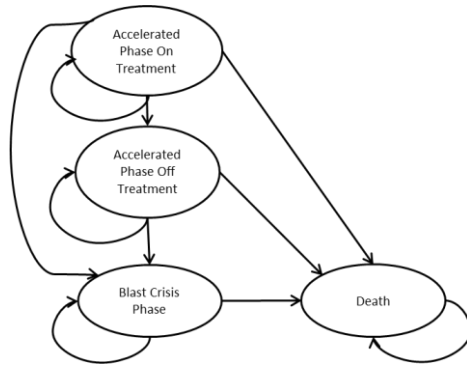 Accelerated
Phase On
Treatment
Accelerated
Phase Off
Treatment
Blast Crisis
Phase
Death